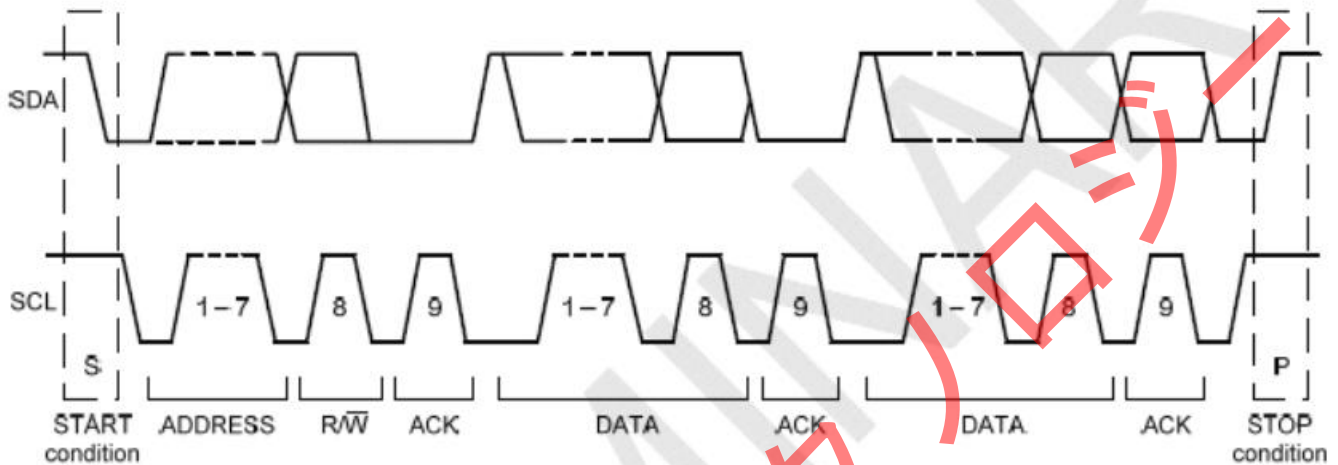 SDA
SCL
1–7 8 9 1–7 8 9 1–7 8 9
S P
START condition ADDRESS R/W̅ ACK DATA ACK DATA ACK STOP condition